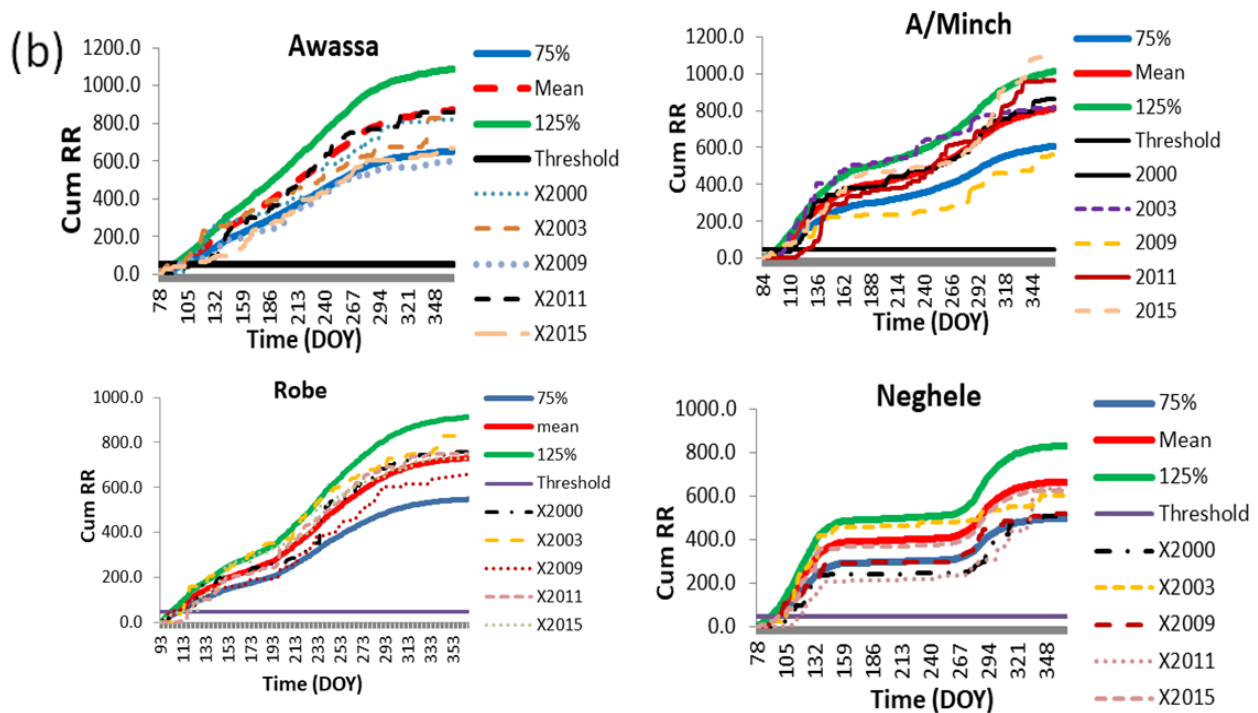 (b)
Awassa
Cum RR
1200.0
1000.0
800.0
600.0
400.0
200.0
0.0
78 105 132 159 186 213 240 267 294 321 348
Time (DOY)
75%
Mean
125%
Threshold
X2000
X2003
X2009
X2011
X2015
A/Minch
Cum RR
1200.0
1000.0
800.0
600.0
400.0
200.0
0.0
84 110 136 162 188 214 240 266 292 318 344
Time (DOY)
75%
Mean
125%
Threshold
2000
2003
2009
2011
2015
Robe
Cum RR
1000.0
800.0
600.0
400.0
200.0
0.0
93 113 133 153 173 193 213 233 253 273 293 313 333 353
Time (DOY)
75%
mean
125%
Threshold
X2000
X2003
X2009
X2011
X2015
Neghele
Cum RR
1000.0
800.0
600.0
400.0
200.0
0.0
78 105 132 159 186 213 240 267 294 321 348
Time (DOY)
75%
Mean
125%
Threshold
X2000
X2003
X2009
X2011
X2015